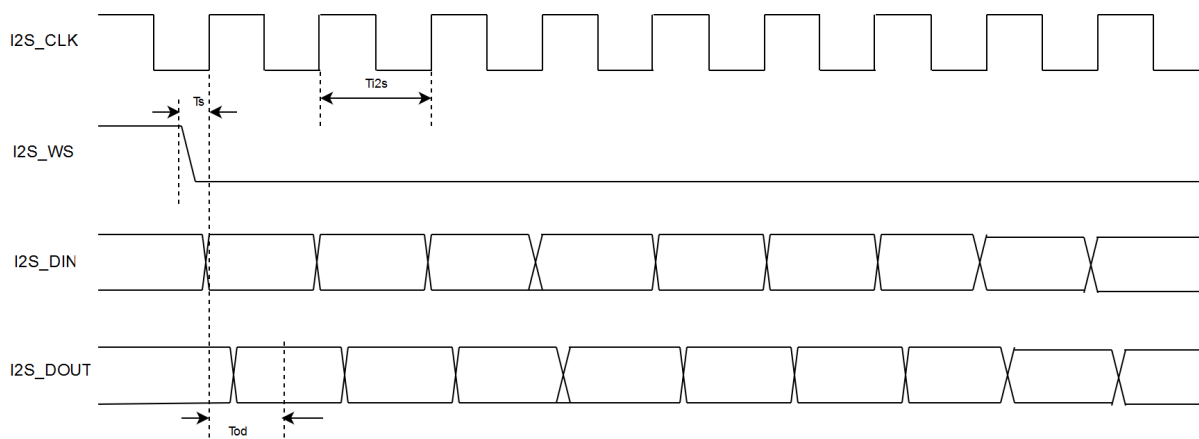 I2S_CLK
Ti2s
Ts
I2S_WS
I2S_DIN
I2S_DOUT
Tod